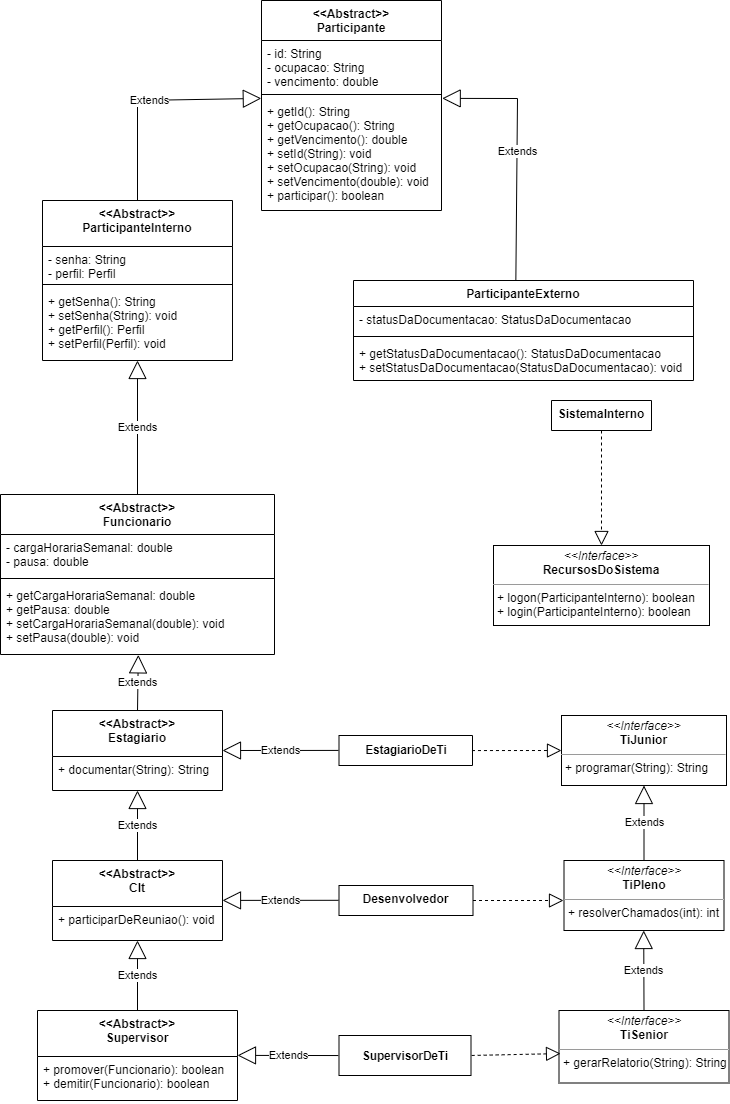 <<Abstract>>
Participante
- id: String
- ocupacao: String
- vencimento: double
+ getId(): String
+ getOcupacao(): String
+ getVencimento(): double
+ setId(String): void
+ setOcupacao(String): void
+ setVencimento(double): void
+ participar(): boolean
Extends
Extends
<<Abstract>>
ParticipanteInterno
- senha: String
- perfil: Perfil
+ getSenha(): String
+ setSenha(String): void
+ getPerfil(): Perfil
+ setPerfil(Perfil): void
ParticipanteExterno
- statusDaDocumentacao: StatusDaDocumentacao
+ getStatusDaDocumentacao(): StatusDaDocumentacao
+ setStatusDaDocumentacao(StatusDaDocumentacao): void
Extends
SistemaInterno
<<Abstract>>
Funcionario
- cargaHorariaSemanal: double
- pausa: double
+ getCargaHorariaSemanal: double
+ getPausa: double
+ setCargaHorariaSemanal(double): void
+ setPausa(double): void
<<Interface>>
RecursosDoSistema
+ logon(ParticipanteInterno): boolean
+ login(ParticipanteInterno): boolean
Extends
<<Abstract>>
Estagiario
+ documentar(String): String
Extends
EstagiarioDeTi
<<Interface>>
TiJunior
+ programar(String): String
Extends
Extends
<<Abstract>>
Clt
+ participarDeReuniao(): void
Extends
Desenvolvedor
<<Interface>>
TiPleno
+ resolverChamados(int): int
Extends
Extends
<<Abstract>>
Supervisor
+ promover(Funcionario): boolean
+ demitir(Funcionario): boolean
Extends
SupervisorDeTi
<<Interface>>
TiSenior
+ gerarRelatorio(String): String